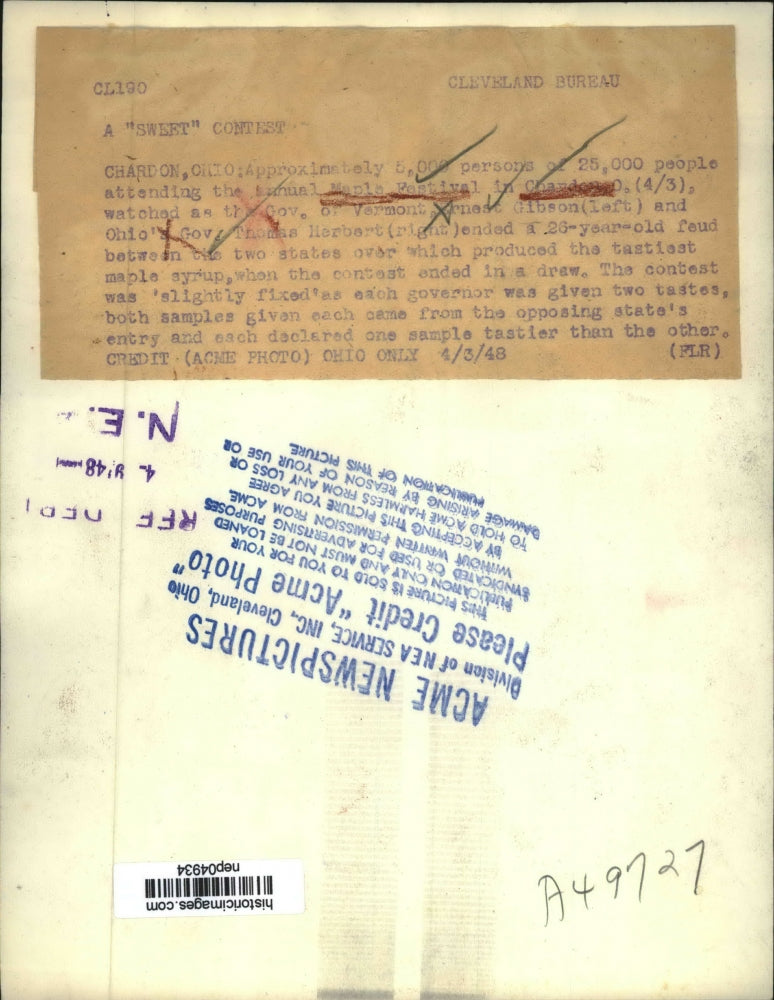 CL190 CLEVELAND BUREAU
A "SWEET" CONTEST
CHARDON, OHIO:Approximately 5,000 persons of 25,000 people
attending the annual Maple Festival in Chardon,O.(4/3),
watched as the Gov. of Vermont, Ernest Gibson(left) and
Ohio's Gov. Thomas Herbert(right)ended a 26-year-old feud
between the two states over which produced the tastiest
maple syrup,when the contest ended in a draw. The contest
was 'slightly fixed'as each governor was given two tastes,
both samples given each came from the opposing state's
entry and each declared one sample tastier than the other.
CREDIT (ACME PHOTO) OHIO ONLY 4/3/48 (FLR)
N.E.
4 9'48
REF DEPT
ACME NEWSPICTURES
Division of NEA SERVICE, INC., Cleveland, Ohio
Please Credit "Acme Photo"
THIS PICTURE IS SOLD TO YOU FOR YOUR
PUBLICATION ONLY AND MUST NOT BE LOANED
SYNDICATED OR USED FOR ADVERTISING PURPOSES
WITHOUT WRITTEN PERMISSION FROM ACME.
BY ACCEPTING THIS PICTURE YOU AGREE
TO HOLD ACME HARMLESS FROM ANY LOSS OR
DAMAGE ARISING BY REASON OF YOUR USE OR
PUBLICATION OF THIS PICTURE.
historicimages.com
nep04934
A49727